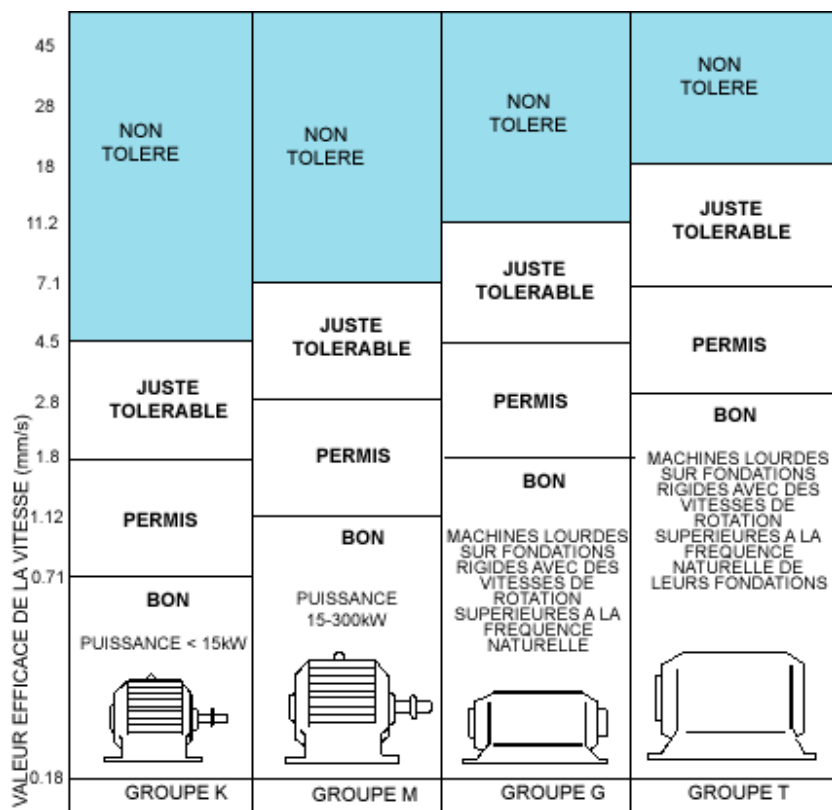 VALEUR EFFICACE DE LA VITESSE (mm/s)
45
28
18
11.2
7.1
4.5
2.8
1.8
1.12
0.71
0.18
NON
TOLERE
JUSTE
TOLERABLE
PERMIS
BON
PUISSANCE < 15kW
GROUPE K
NON
TOLERE
JUSTE
TOLERABLE
PERMIS
BON
PUISSANCE
15-300kW
GROUPE M
NON
TOLERE
JUSTE
TOLERABLE
PERMIS
BON
MACHINES LOURDES
SUR FONDATIONS
RIGIDES AVEC DES
VITESSES DE
ROTATION
SUPERIEURES A LA
FREQUENCE
NATURELLE
GROUPE G
NON
TOLERE
JUSTE
TOLERABLE
PERMIS
BON
MACHINES LOURDES
SUR FONDATIONS
RIGIDES AVEC DES
VITESSES DE
ROTATION
SUPERIEURES A LA
FREQUENCE
NATURELLE DE
LEURS FONDATIONS
GROUPE T